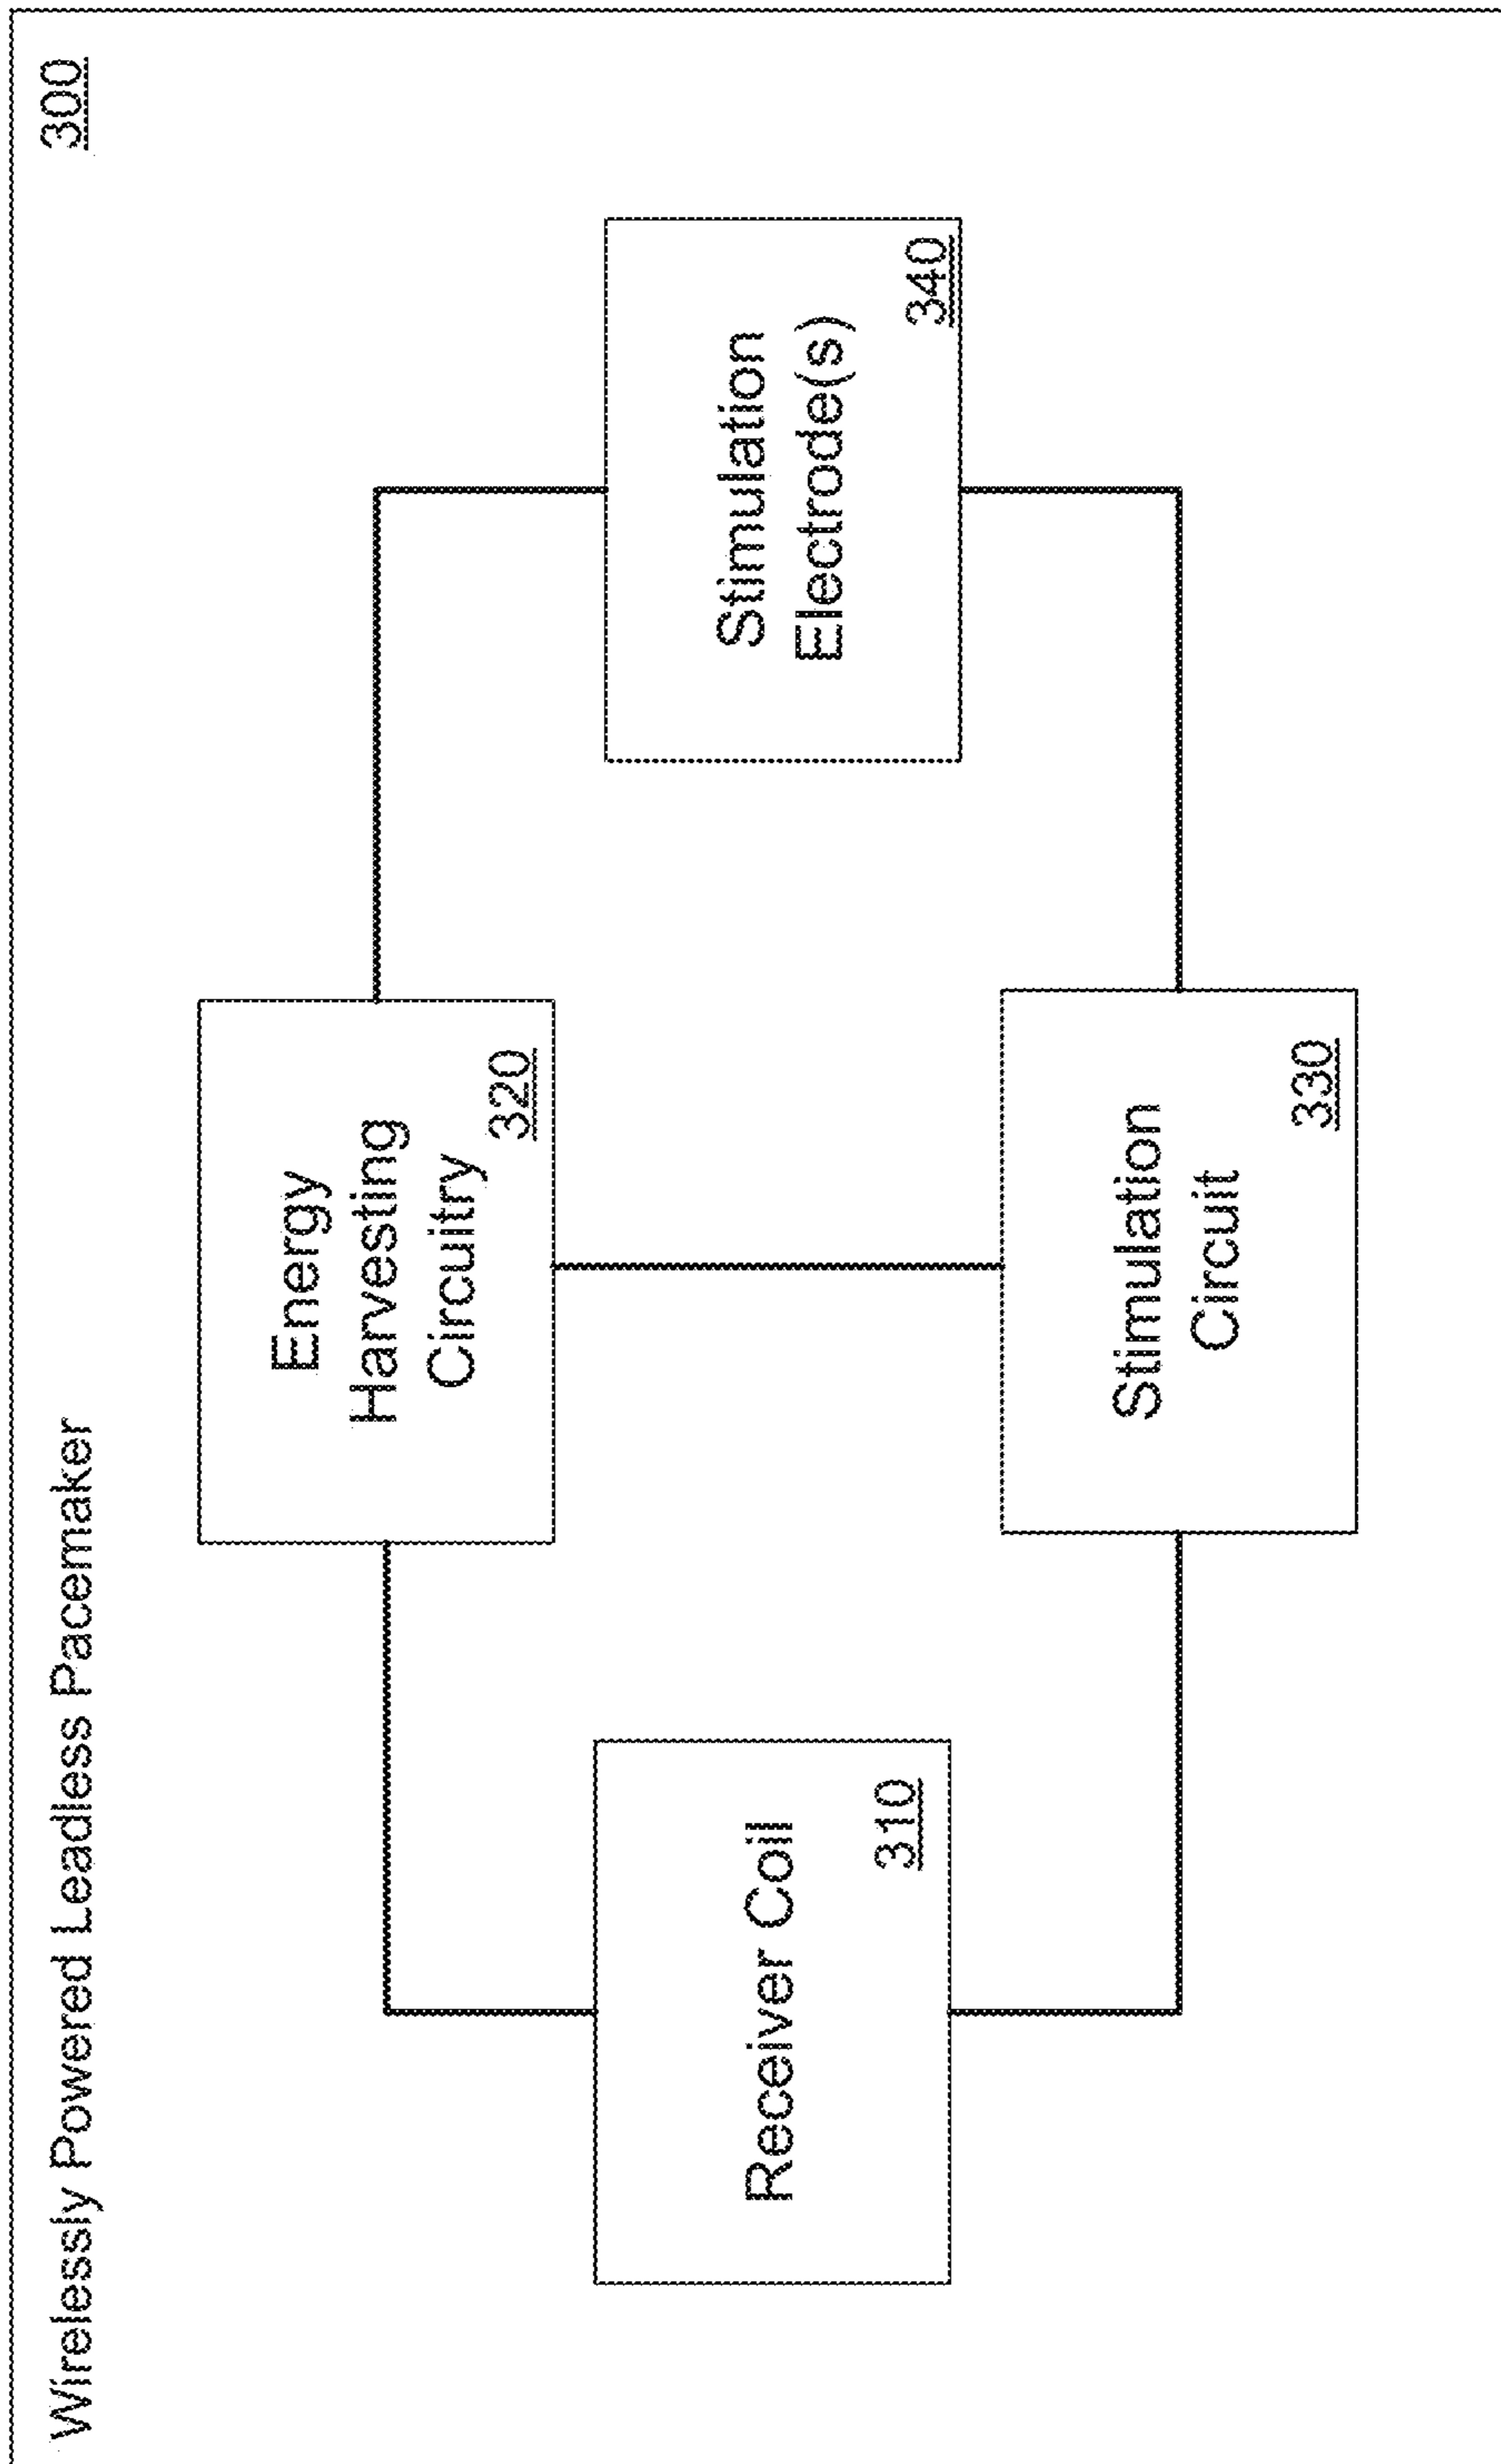 Wirelessly Powered Leadless Pacemaker
300
Energy
Harvesting
Circuitry
320
Receiver Coil
310
Stimulation
Electrode(s)
340
Stimulation
Circuit
330